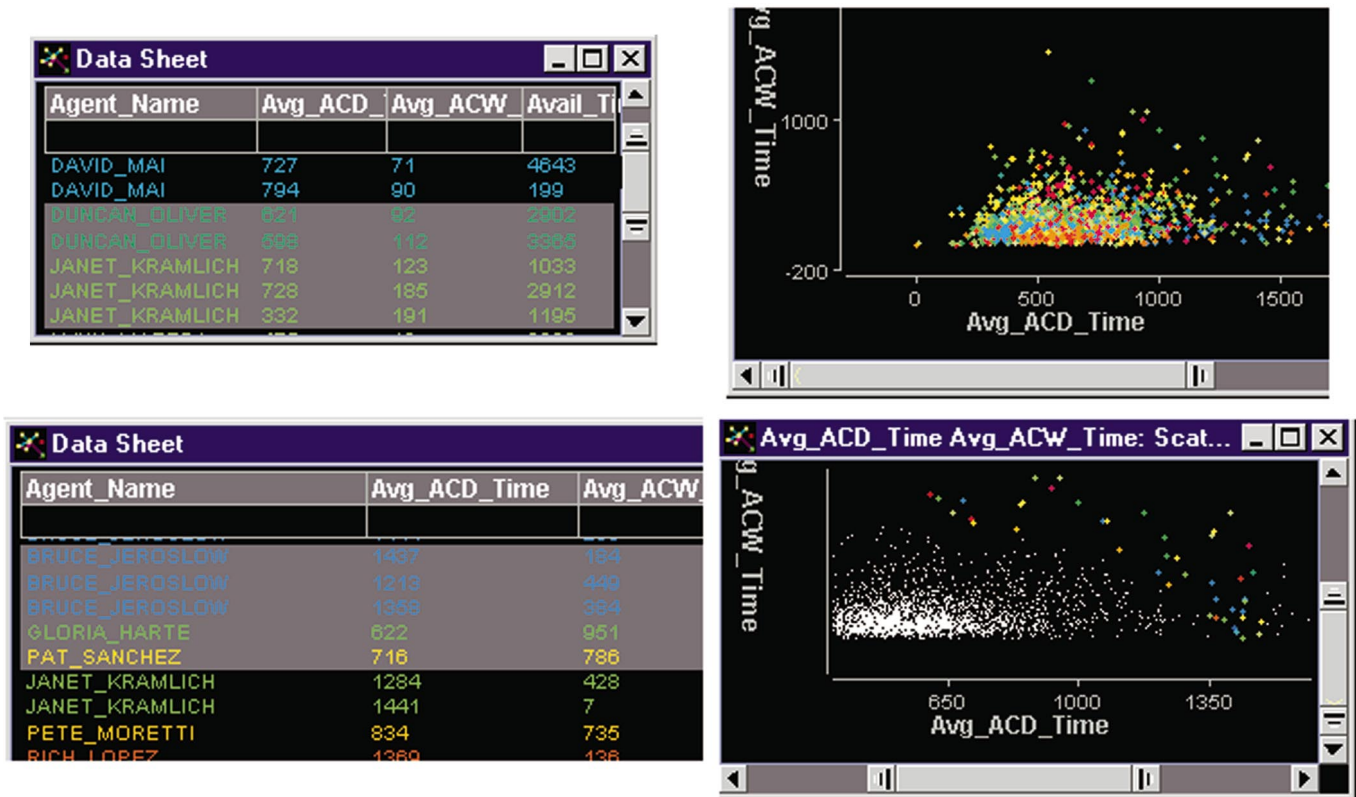 Data Sheet
Agent_Name Avg_ACD_ Avg_ACW_ Avail_Ti
DAVID_MAI 727 71 4643
DAVID_MAI 794 90 199
DUNCAN_OLIVER 621 92 2902
DUNCAN_OLIVER 598 112 3365
JANET_KRAMLICH 718 123 1033
JANET_KRAMLICH 728 185 2912
JANET_KRAMLICH 332 191 1195
vg_ACW_Time
1000
-200
0 500 1000 1500
Avg_ACD_Time
Data Sheet
Agent_Name Avg_ACD_Time Avg_ACW_
BRUCE_JEROSLOW 1437 184
BRUCE_JEROSLOW 1213 449
BRUCE_JEROSLOW 1358 384
GLORIA_HARTE 622 951
PAT_SANCHEZ 716 786
JANET_KRAMLICH 1284 428
JANET_KRAMLICH 1441 7
PETE_MORETTI 834 735
RICH_LOPEZ 1369 136
Avg_ACD_Time Avg_ACW_Time: Scat...
vg_ACW_Time
650 1000 1350
Avg_ACD_Time